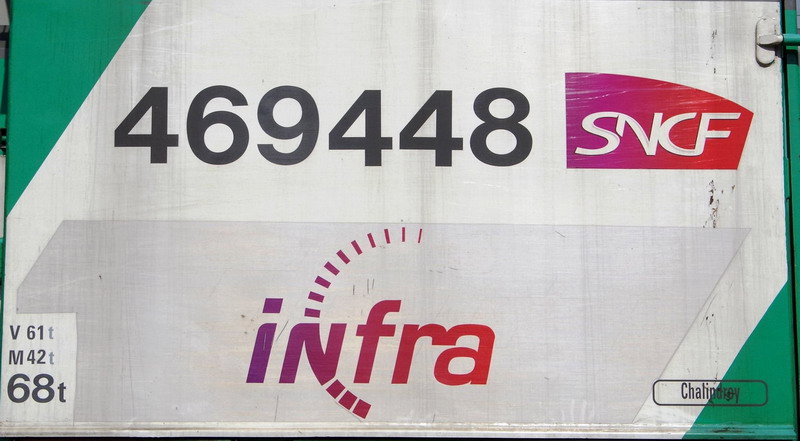 469448 SNCF
infra
V 61t
M 42t
68t
Chalindrey